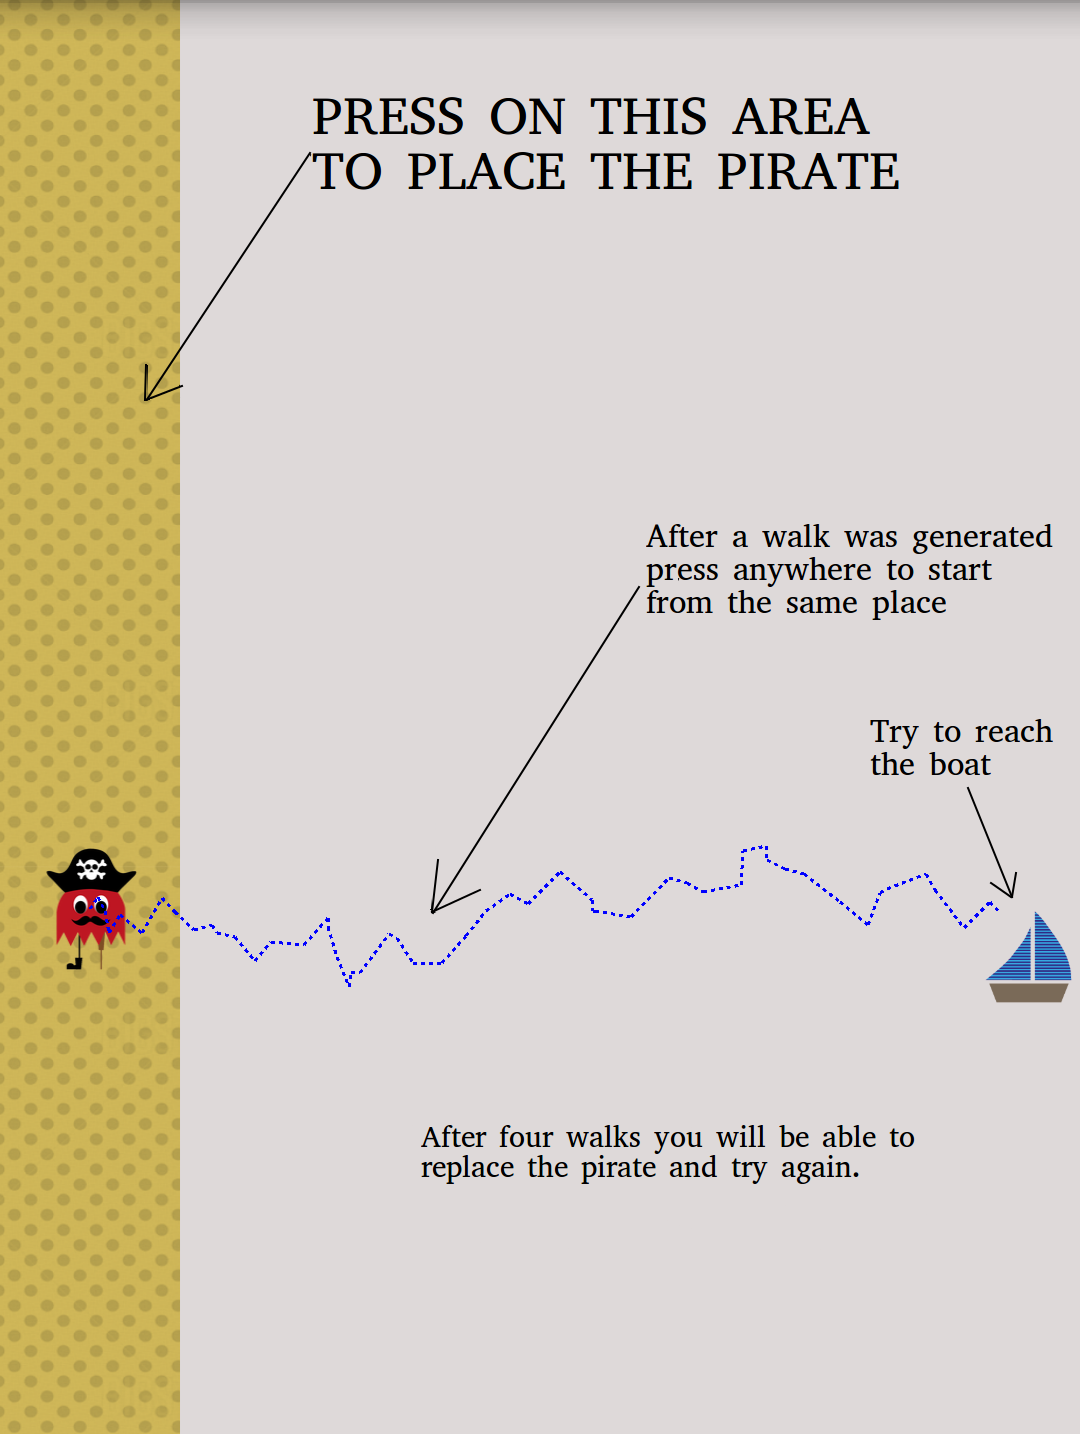 PRESS ON THIS AREA
TO PLACE THE PIRATE
After a walk was generated
press anywhere to start
from the same place
Try to reach
the boat
After four walks you will be able to
replace the pirate and try again.